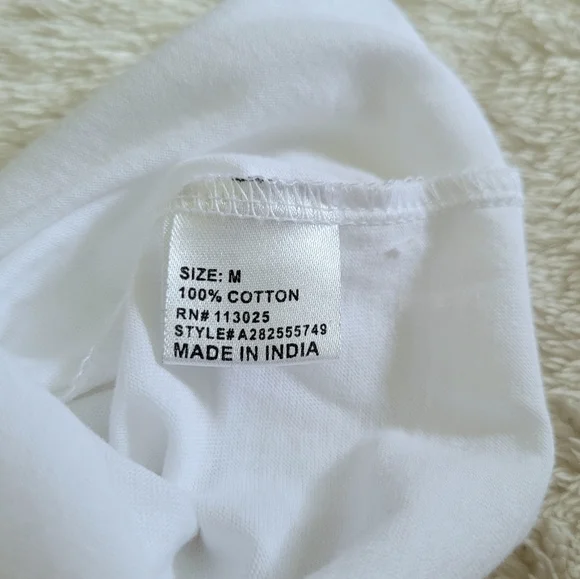 SIZE: M
100% COTTON
RN# 113025
STYLE#A282555749
MADE IN INDIA